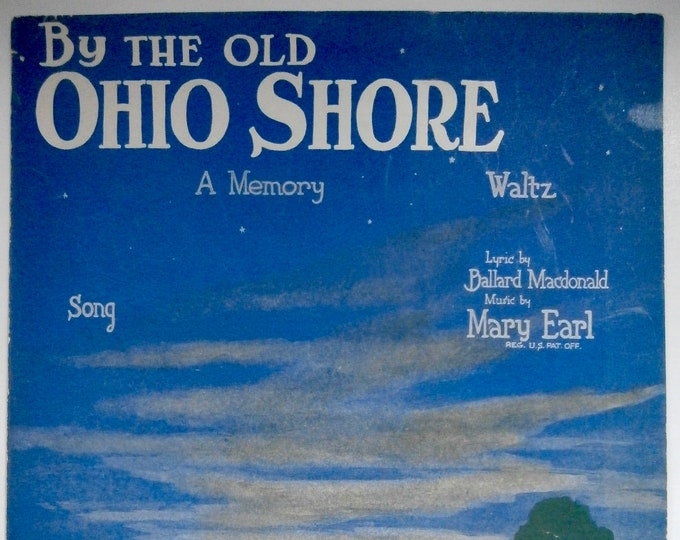 By the Old
Ohio Shore
A Memory
Waltz
Lyric by
Ballard Macdonald
Music by
Mary Earl
REG. U.S. PAT. OFF.
Song